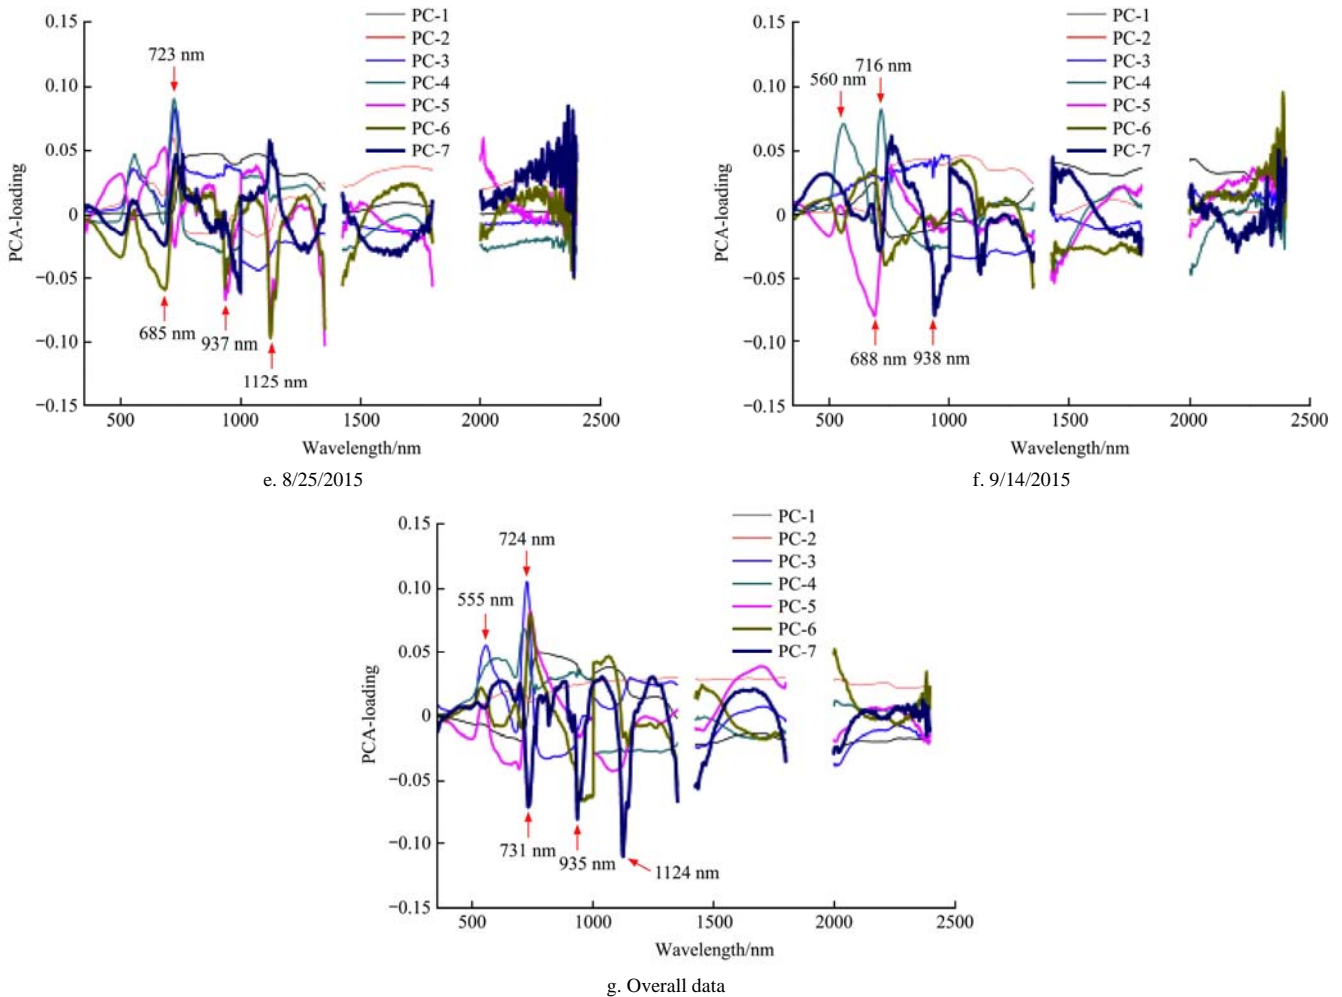 0.15
0.10
0.05
0
−0.05
−0.10
−0.15
PCA-loading
PC-1
PC-2
PC-3
PC-4
PC-5
PC-6
PC-7
723 nm
685 nm
937 nm
1125 nm
500
1000
1500
2000
2500
Wavelength/nm
e. 8/25/2015
0.15
0.10
0.05
0
−0.05
−0.10
−0.15
PCA-loading
PC-1
PC-2
PC-3
PC-4
PC-5
PC-6
PC-7
560 nm
716 nm
688 nm
938 nm
500
1000
1500
2000
2500
Wavelength/nm
f. 9/14/2015
0.15
0.10
0.05
0
−0.05
−0.10
−0.15
PCA-loading
PC-1
PC-2
PC-3
PC-4
PC-5
PC-6
PC-7
724 nm
555 nm
731 nm
935 nm
1124 nm
500
1000
1500
2000
2500
Wavelength/nm
g. Overall data